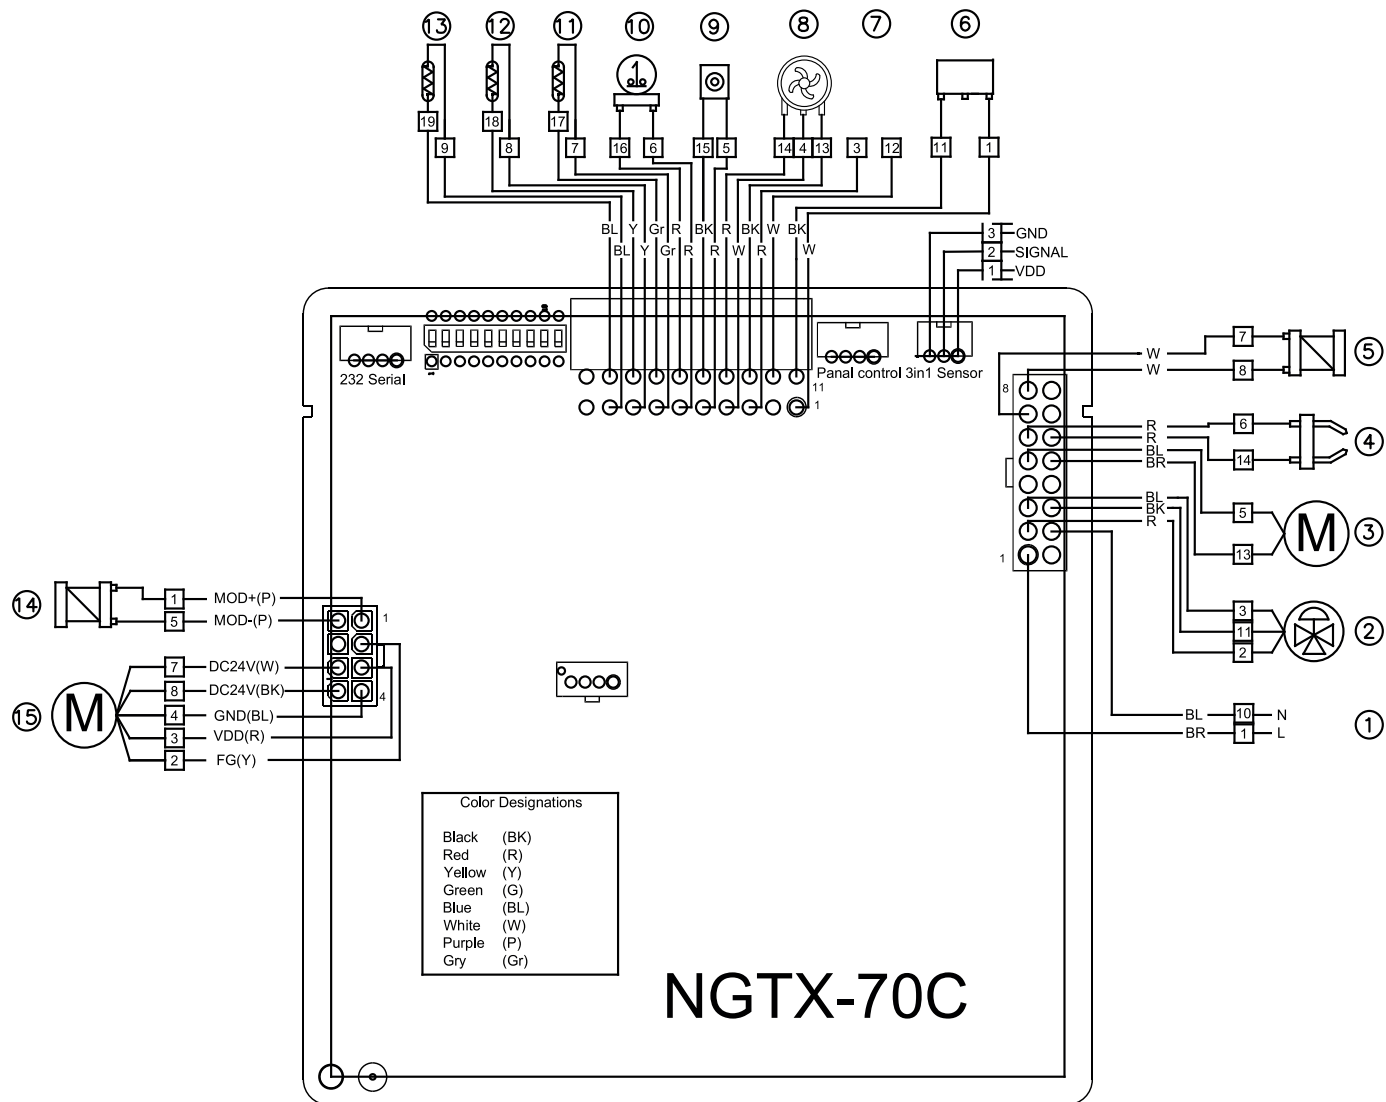 13 12 11 10 9 8 7 6
1
19 18 17
9 8 7 16 6 15 5 14 4 13 3 12 11 1
BL Y Gr R BK R BK W BK
BL Y Gr R R W R W
3 GND
2 SIGNAL
1 VDD
232 Serial
Panal control 3in1 Sensor
11
1
8
1
W 7
W 8
5
R 6
R 14
4
BL 5
BR 13
M 3
BL 3
BK 11
R 2
2
BL 10 N
BR 1 L
1
14
1 MOD+(P)
5 MOD-(P)
1
7 DC24V(W)
8 DC24V(BK)
4
15 M
4 GND(BL)
3 VDD(R)
2 FG(Y)
Color Designations
Black (BK)
Red (R)
Yellow (Y)
Green (G)
Blue (BL)
White (W)
Purple (P)
Gry (Gr)
NGTX-70C